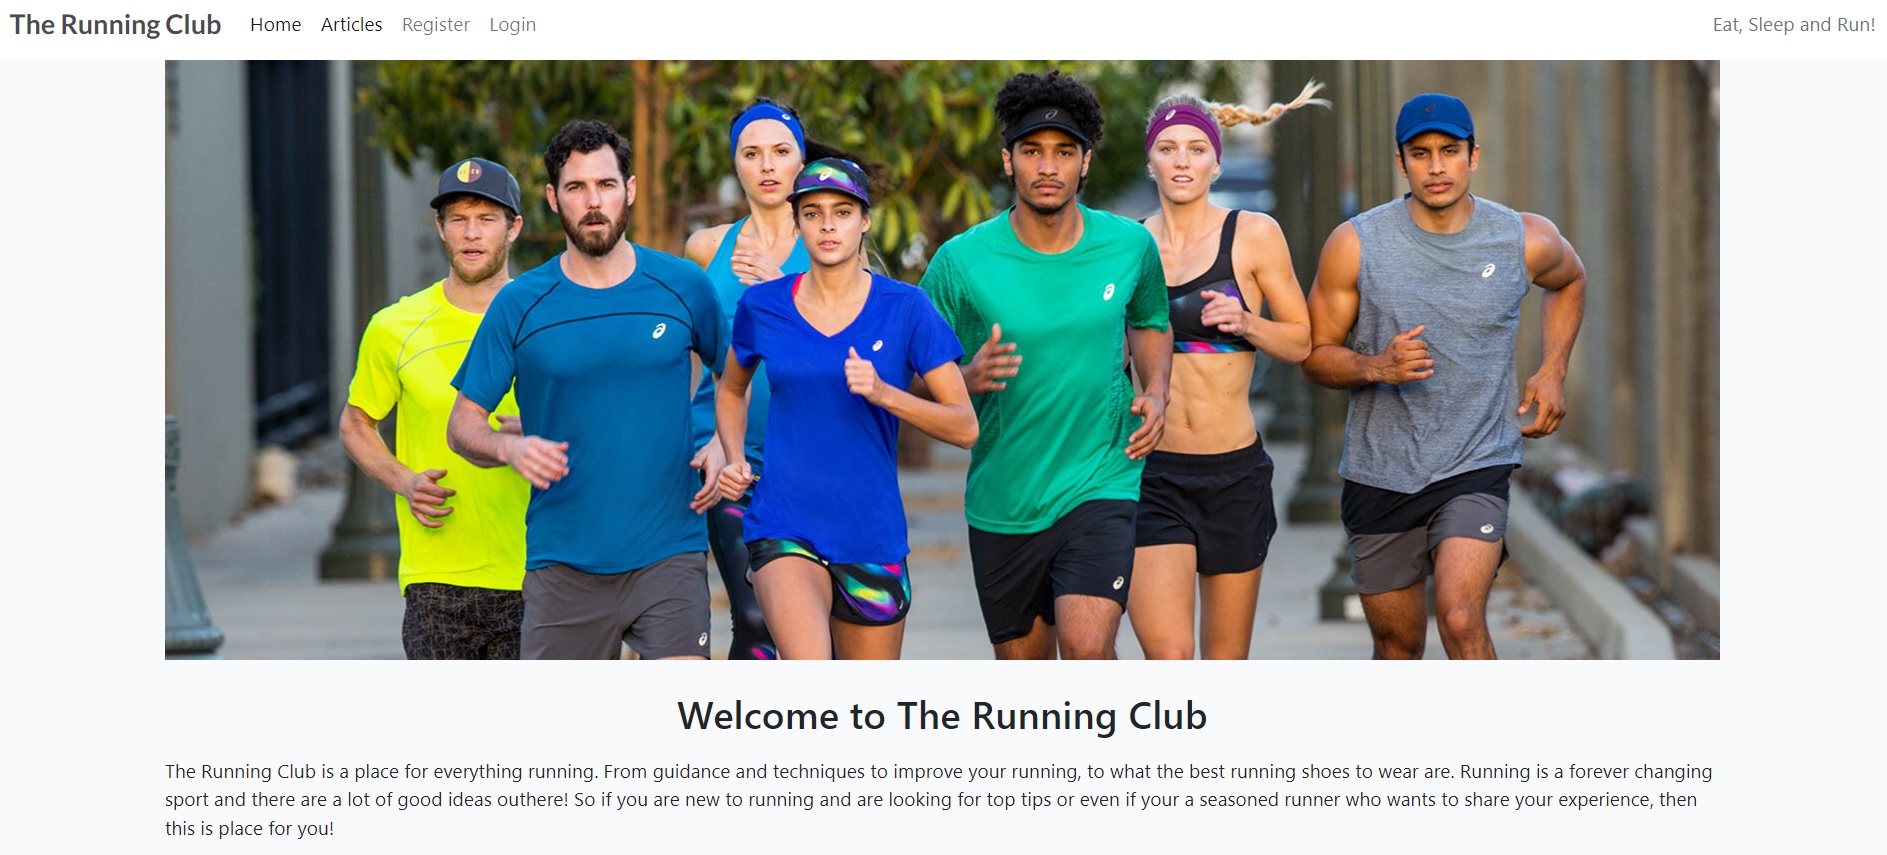 The Running Club Home Articles Register Login Eat, Sleep and Run!
Welcome to The Running Club
The Running Club is a place for everything running. From guidance and techniques to improve your running, to what the best running shoes to wear are. Running is a forever changing
sport and there are a lot of good ideas outhere! So if you are new to running and are looking for top tips or even if your a seasoned runner who wants to share your experience, then
this is place for you!